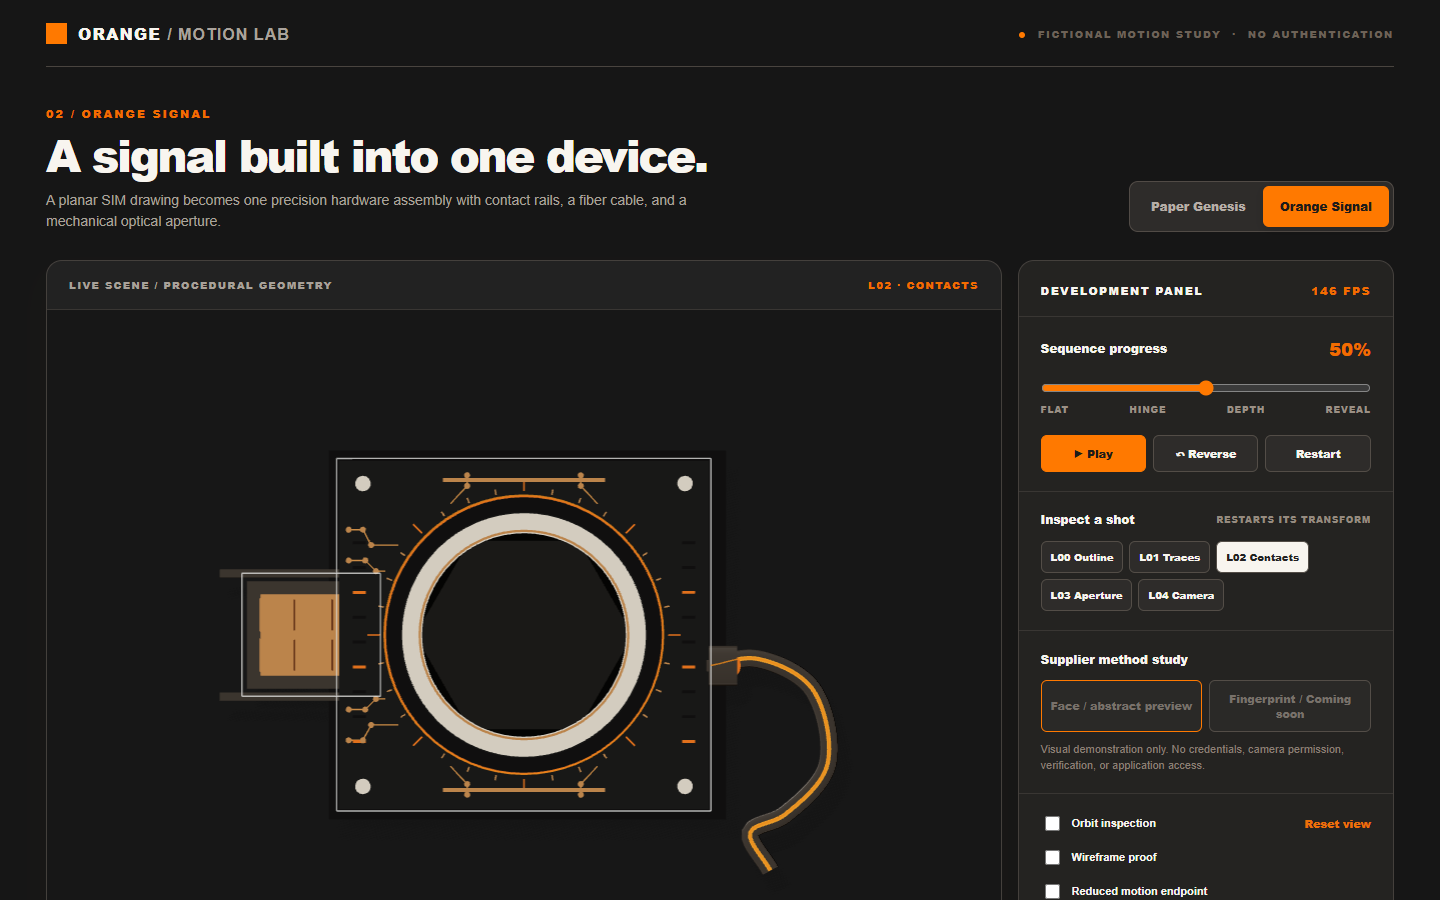 ORANGE / MOTION LAB
FICTIONAL MOTION STUDY · NO AUTHENTICATION
02 / ORANGE SIGNAL
A signal built into one device.
A planar SIM drawing becomes one precision hardware assembly with contact rails, a fiber cable, and a
mechanical optical aperture.
Paper Genesis
Orange Signal
LIVE SCENE / PROCEDURAL GEOMETRY
L02 · CONTACTS
DEVELOPMENT PANEL
146 FPS
Sequence progress
50%
FLAT
HINGE
DEPTH
REVEAL
▶ Play
↶ Reverse
Restart
Inspect a shot
RESTARTS ITS TRANSFORM
L00 Outline
L01 Traces
L02 Contacts
L03 Aperture
L04 Camera
Supplier method study
Face / abstract preview
Fingerprint / Coming
soon
Visual demonstration only. No credentials, camera permission,
verification, or application access.
Orbit inspection
Reset view
Wireframe proof
Reduced motion endpoint